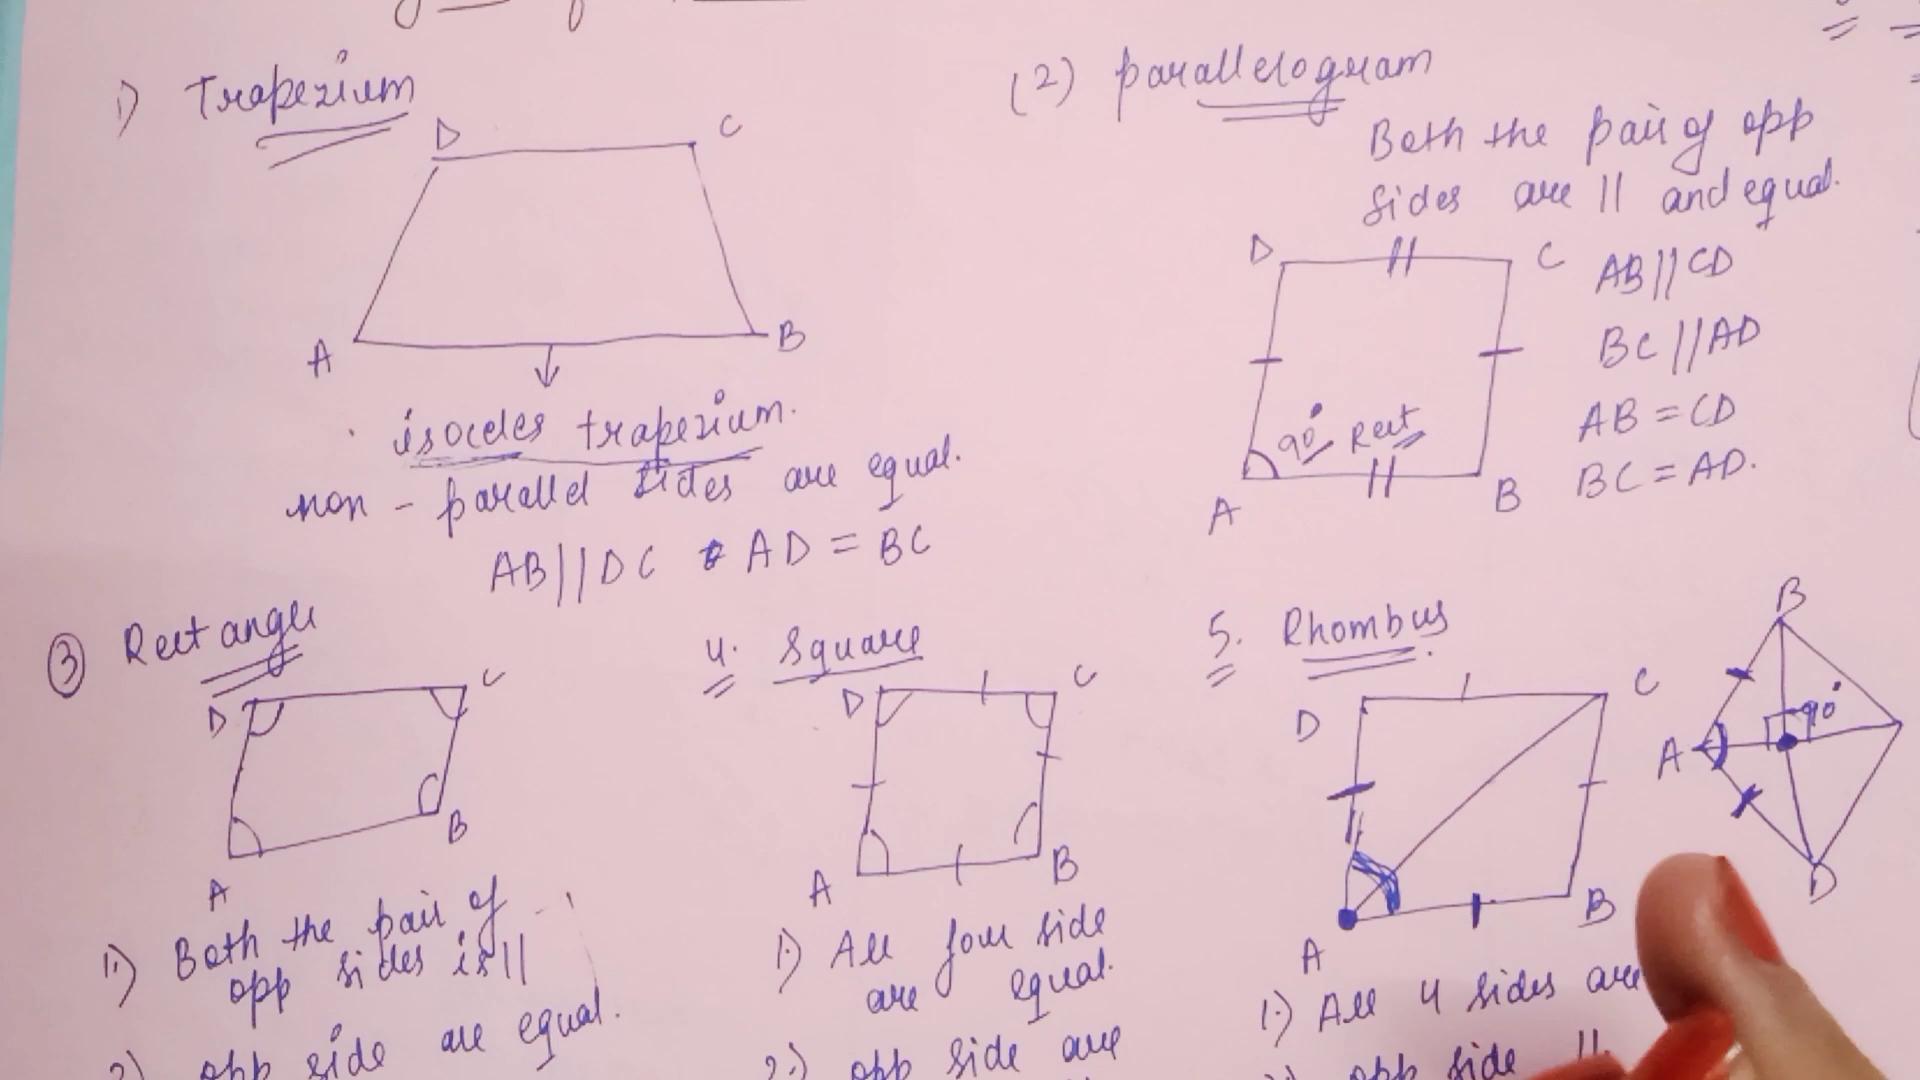 1) Trapezium
D C
A B
isoceles trapezium.
non - parallel sides are equal.
AB||DC AD = BC
(2) parallelogram
Both the pair of opp
sides are || and equal.
D C
AB||CD
BC||AD
AB = CD
BC = AD.
90° Rect
A B
3 Rectangle
D C
A B
1.) Both the pair of
opp sides is ||
2) opp side are equal.
4. Square
D C
A B
1) All four side
are equal.
2.) opp side are
5. Rhombus
D C
A B
B
A 90°
D
1.) All 4 sides are
opp side ||